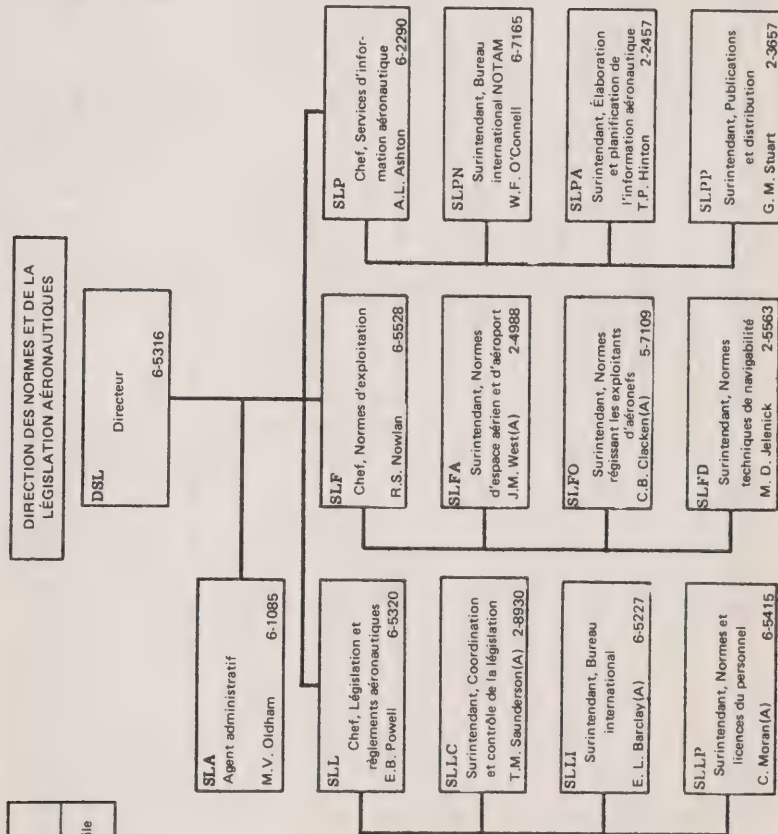 DIRECTION DES NORMES ET DE LA
LÉGISLATION AÉRONAUTIQUES
DSL
Directeur
6-5316
SLA
Agent administratif
M.V. Oldham 6-1085
SLL
Chef, Législation et
règlements aéronautiques
E.B. Powell 6-5320
SLLC
Surintendant, Coordination
et contrôle de la législation
T.M. Saunderson(A) 2-8930
SLLI
Surintendant, Bureau
international
E. L. Barclay(A) 6-5227
SLLP
Surintendant, Normes et
licences du personnel
C. Moran(A) 6-5415
SLF
Chef, Normes d'exploitation
R.S. Nowlan 6-5528
SLFA
Surintendant, Normes
d'espace aérien et d'aéroport
J.M. West(A) 2-4988
SLFO
Surintendant, Normes
régissant les exploitants
d'aéronefs
C.B. Clacken(A) 5-7109
SLFD
Surintendant, Normes
techniques de navigabilité
M. D. Jelenick 2-5563
SLP
Chef, Services d'infor-
mation aéronautique
A.L. Ashton 6-2290
SLPN
Surintendant, Bureau
international NOTAM
W.F. O'Connell 6-7165
SLPA
Surintendant, Élaboration
et planification de
l'information aéronautique
T.P. Hinton 2-2457
SLPP
Surintendant, Publications
et distribution
G. M. Stuart 2-3657